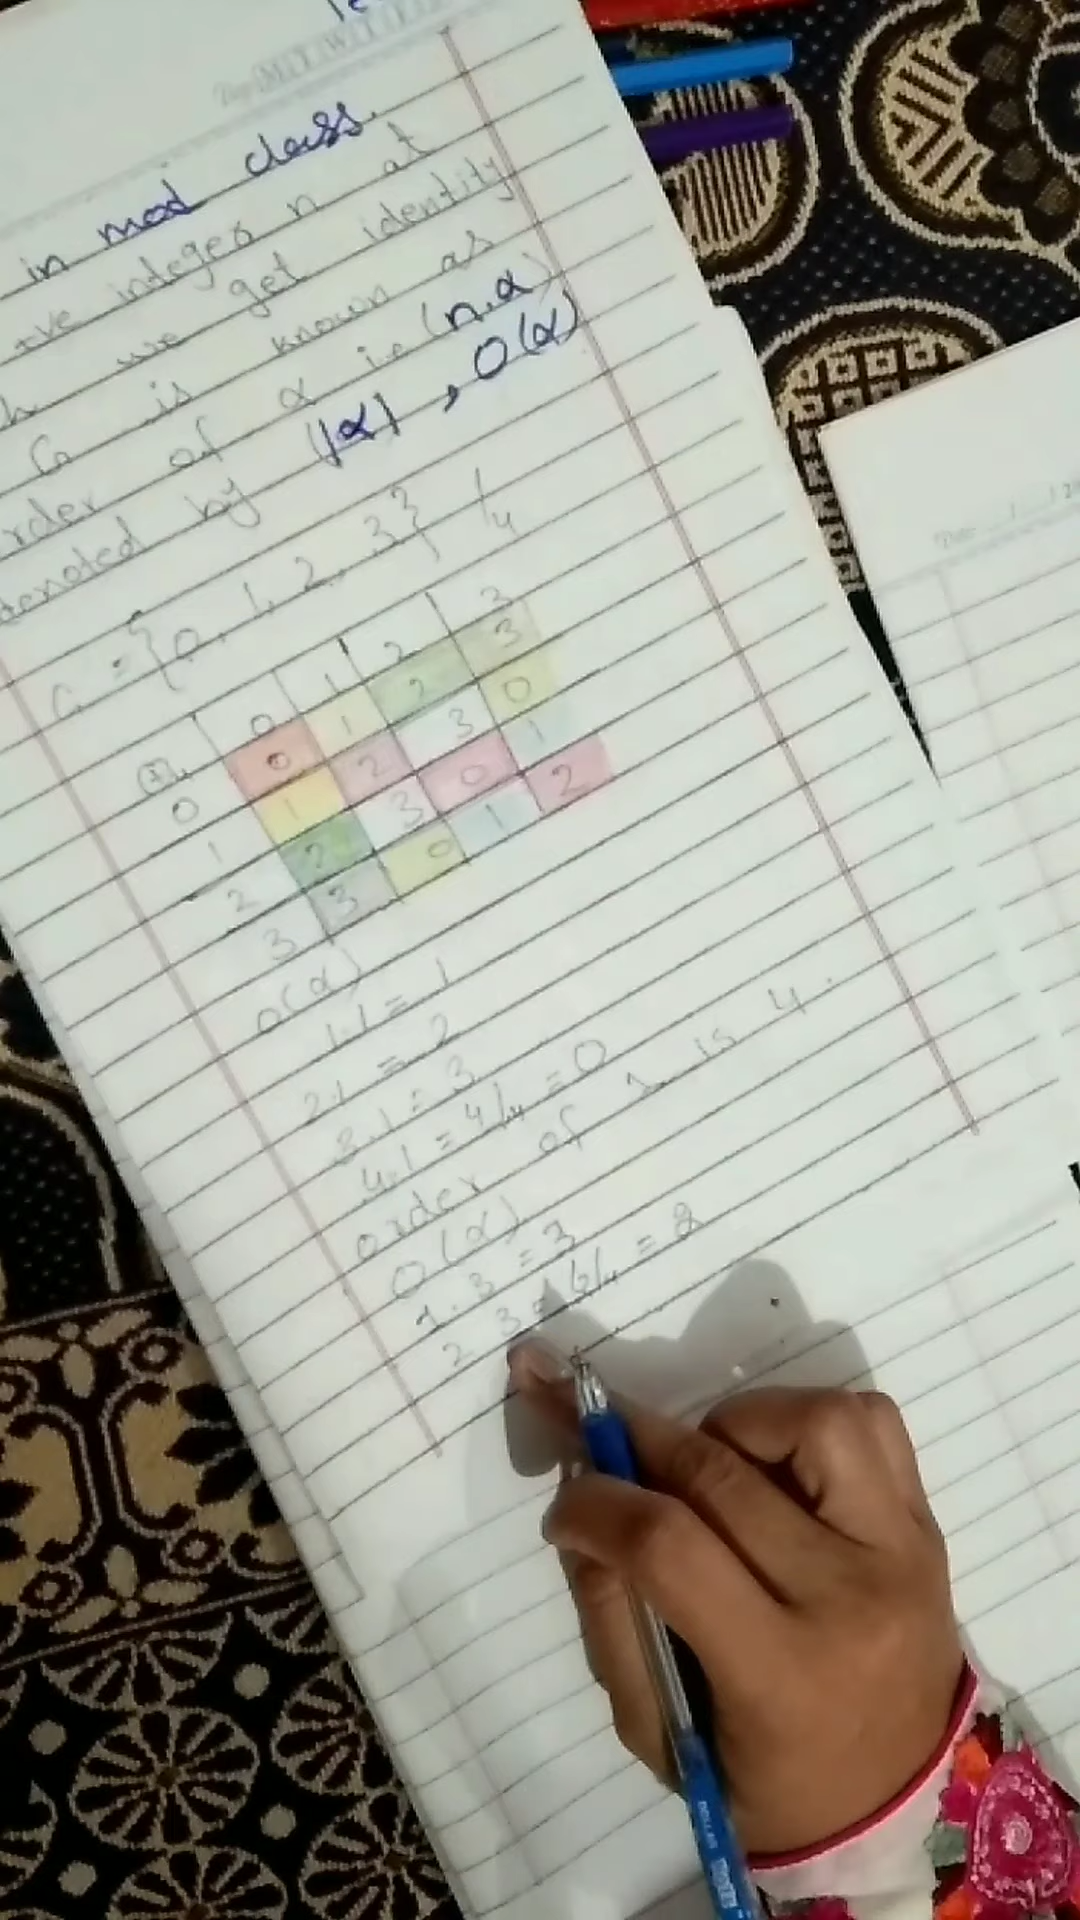 in mod class.
+ve integer n at
we get identity
G is known as
order of α i.e (n.α)
denoted by (|α|) , O(α)
G = {0, 1, 2, 3} /4
(+) 0 1 2 3
0 0 1 2 3
1 1 2 3 0
2 2 3 0 1
3 3 0 1 2
O(α)
1.1 = 1
2.1 = 2
3.1 = 3
4.1 = 4/4 = 0
order of 1 is 4.
O(α)
1.3 = 3
2 3 = 6/4 = 2
DOLLAR